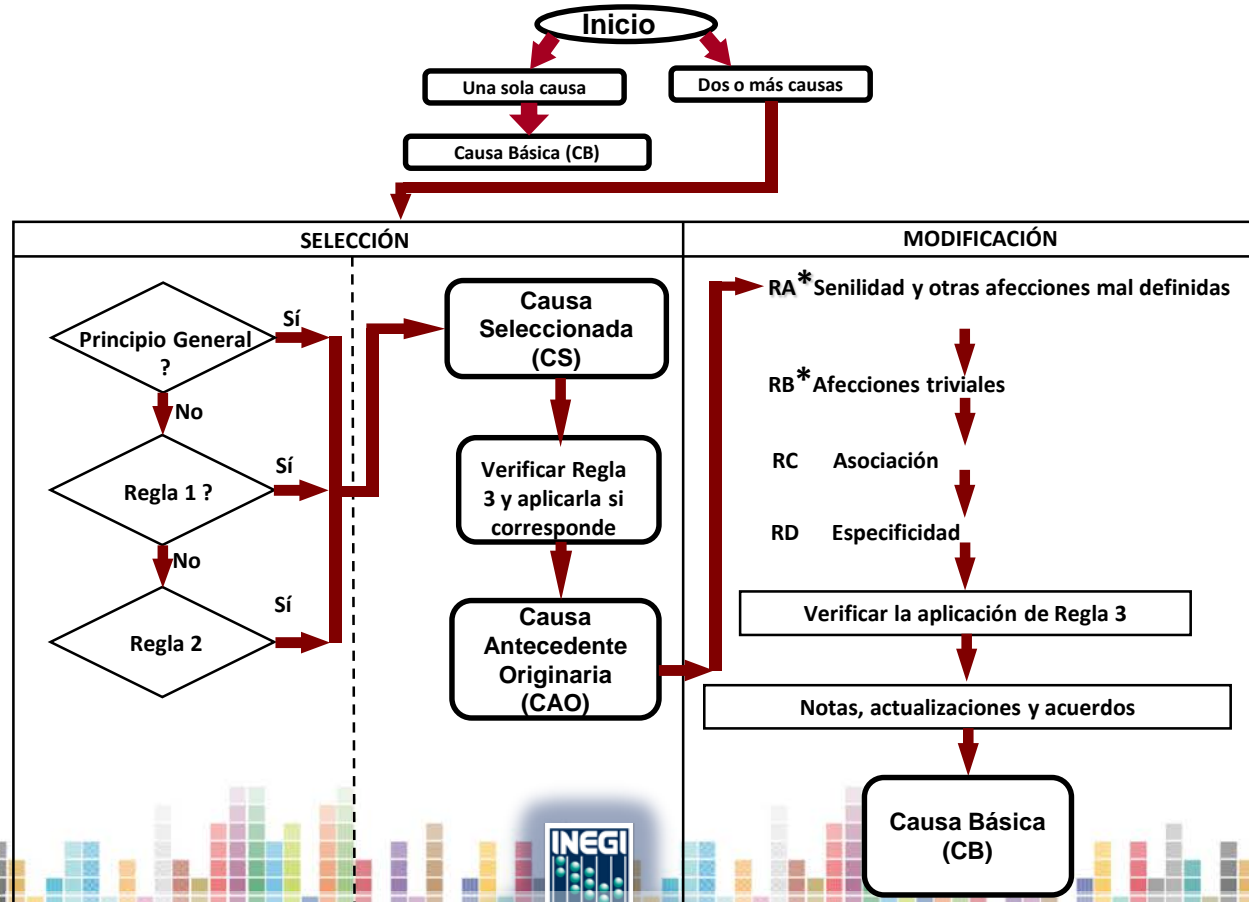 Inicio
Una sola causa
Dos o más causas
Causa Básica (CB)
SELECCIÓN
MODIFICACIÓN
Principio General
?
Sí
No
Regla 1 ?
Sí
No
Regla 2
Sí
Causa
Seleccionada
(CS)
Verificar Regla
3 y aplicarla si
corresponde
Causa
Antecedente
Originaria
(CAO)
RA* Senilidad y otras afecciones mal definidas
RB* Afecciones triviales
RC Asociación
RD Especificidad
Verificar la aplicación de Regla 3
Notas, actualizaciones y acuerdos
Causa Básica
(CB)
INEGI